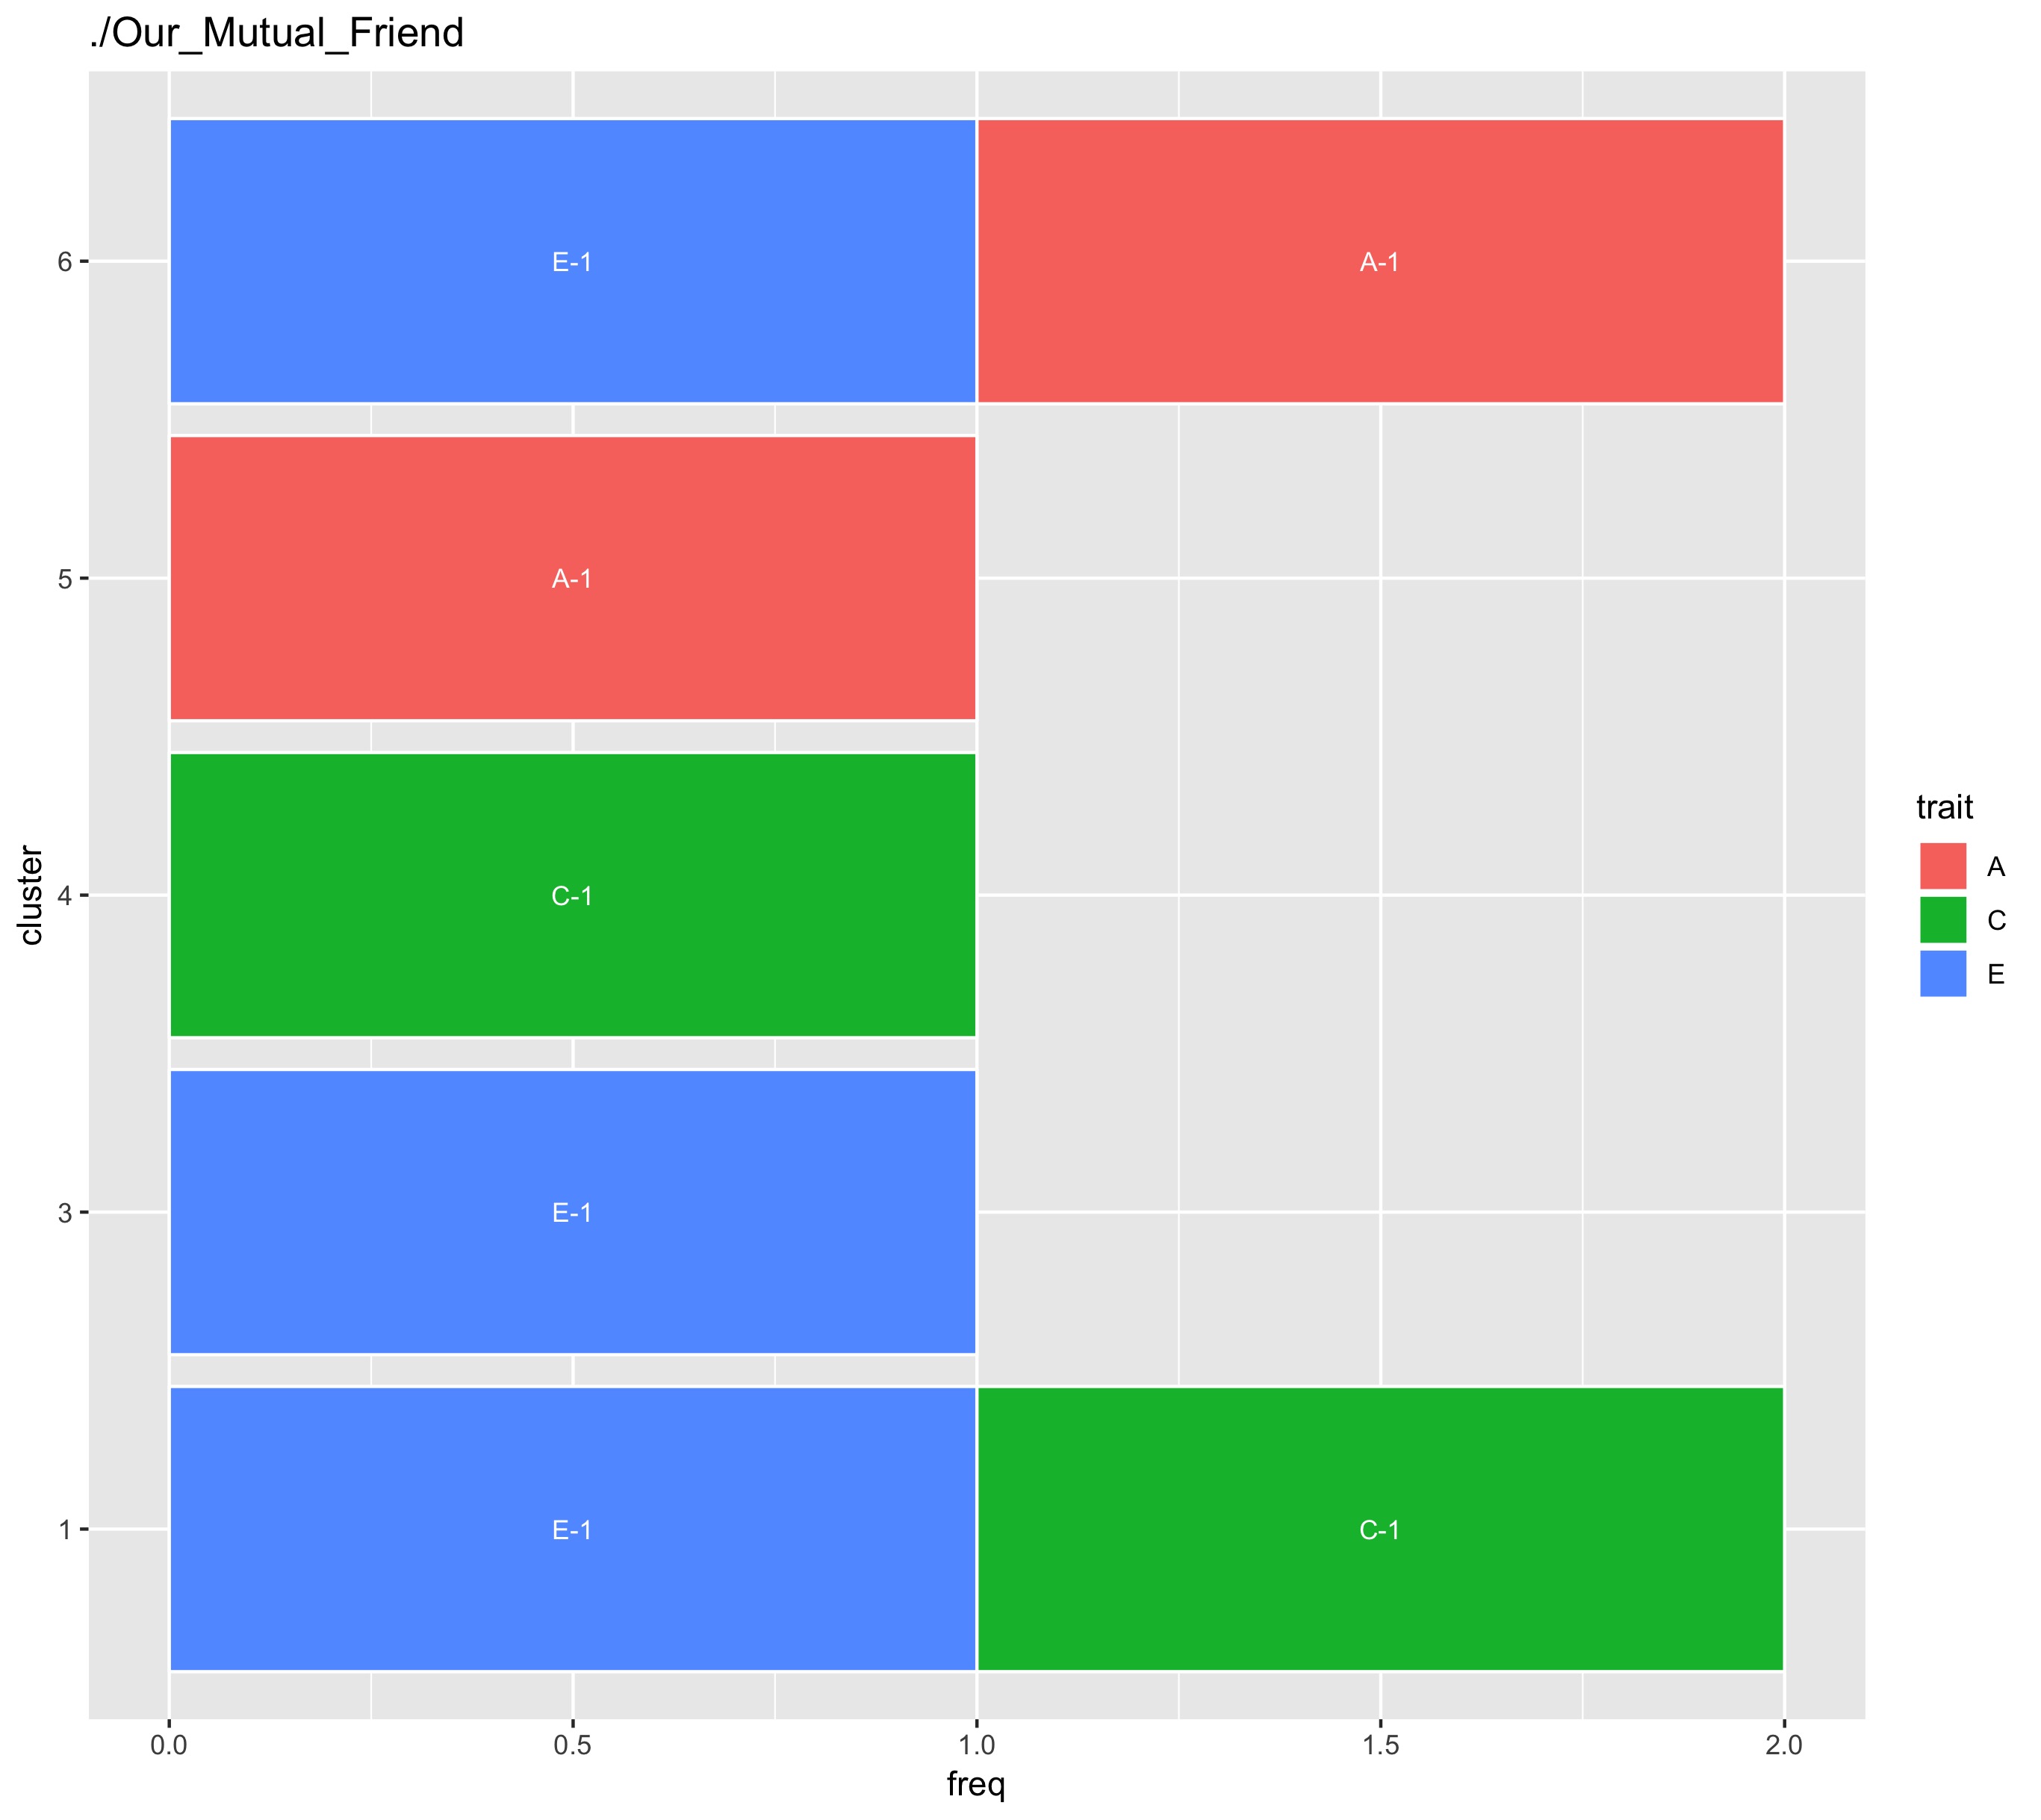 ./Our_Mutual_Friend
6
E-1
A-1
5
A-1
4
C-1
3
E-1
1
E-1
C-1
cluster
0.0
0.5
1.0
1.5
2.0
freq
trait
A
C
E